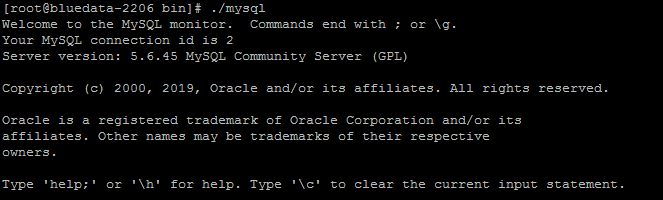 [root@bluedata-2206 bin]# ./mysql
Welcome to the MySQL monitor.  Commands end with ; or \g.
Your MySQL connection id is 2
Server version: 5.6.45 MySQL Community Server (GPL)
Copyright (c) 2000, 2019, Oracle and/or its affiliates. All rights reserved.
Oracle is a registered trademark of Oracle Corporation and/or its
affiliates. Other names may be trademarks of their respective
owners.
Type 'help;' or '\h' for help. Type '\c' to clear the current input statement.